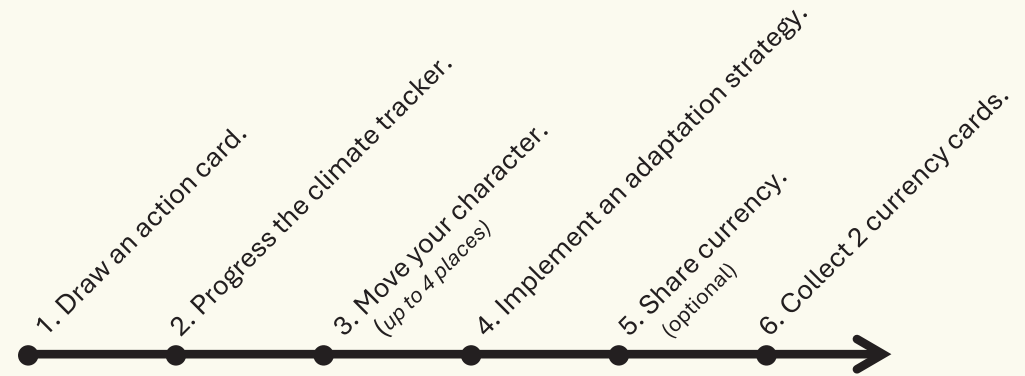 1. Draw an action card.
2. Progress the climate tracker.
3. Move your character.
(up to 4 places)
4. Implement an adaptation strategy.
5. Share currency.
(optional)
6. Collect 2 currency cards.